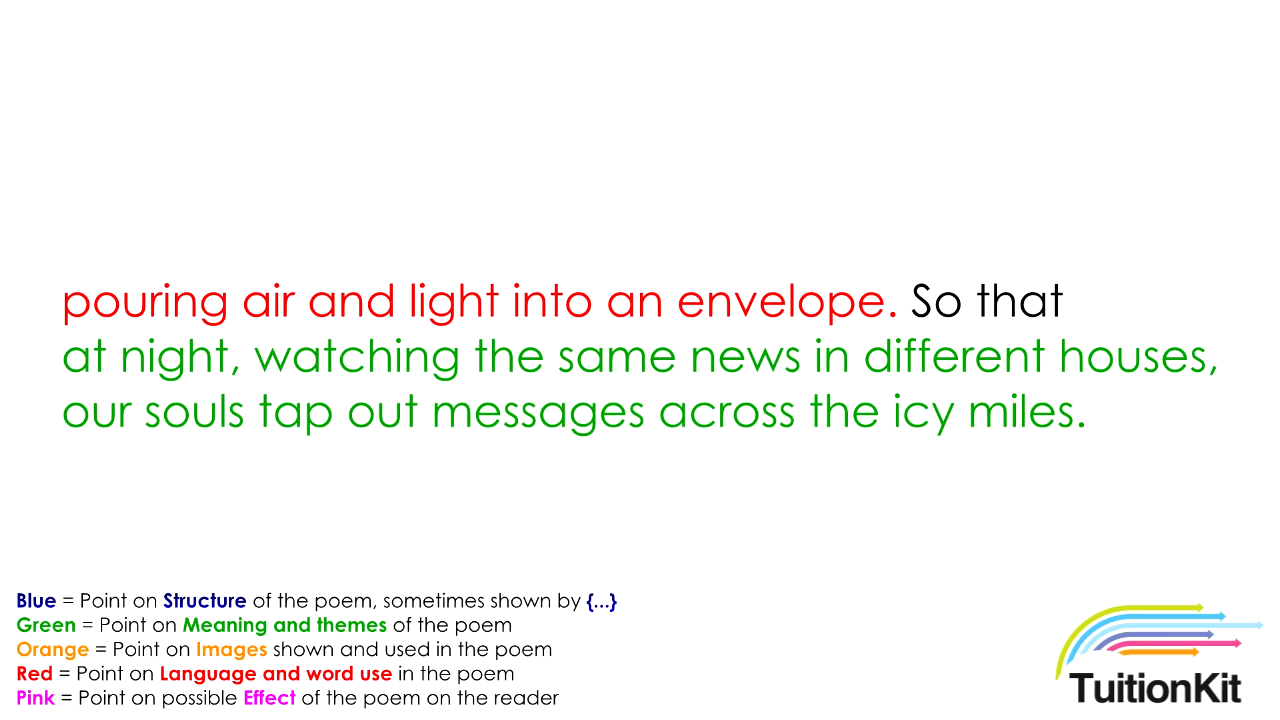 pouring air and light into an envelope. So that
at night, watching the same news in different houses,
our souls tap out messages across the icy miles.
Blue = Point on Structure of the poem, sometimes shown by {...}
Green = Point on Meaning and themes of the poem
Orange = Point on Images shown and used in the poem
Red = Point on Language and word use in the poem
Pink = Point on possible Effect of the poem on the reader
TuitionKit